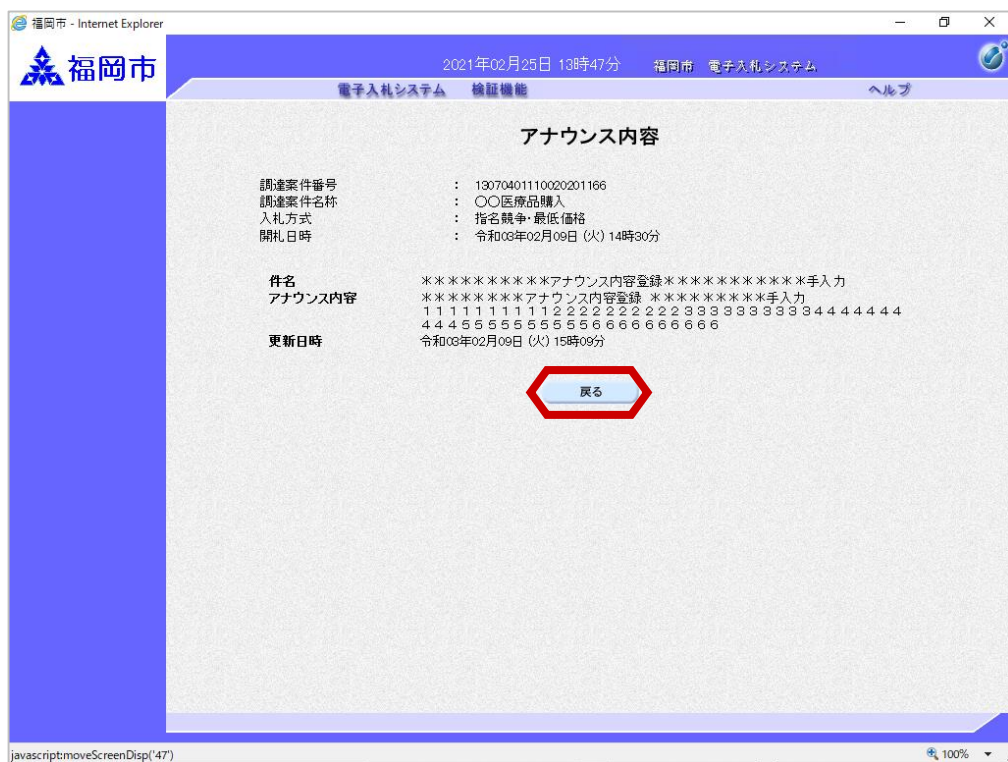 福岡市 - Internet Explorer
福岡市
2021年02月25日 13時47分 福岡市 電子入札システム
電子入札システム 検証機能 ヘルプ
アナウンス内容
調達案件番号 : 13070401110020201166
調達案件名称 : 〇〇医療品購入
入札方式 : 指名競争・最低価格
開札日時 : 令和03年02月09日 (火) 14時30分
件名 ＊＊＊＊＊＊＊＊＊＊アナウンス内容登録＊＊＊＊＊＊＊＊＊＊＊手入力
アナウンス内容 ＊＊＊＊＊＊＊＊アナウンス内容登録 ＊＊＊＊＊＊＊＊＊手入力
１１１１１１１１１１２２２２２２２２２２３３３３３３３３３３４４４４４４４
４４４５５５５５５５５５５６６６６６６６６６６
更新日時 令和03年02月09日 (火) 15時09分
戻る
javascript:moveScreenDisp('47') 100%